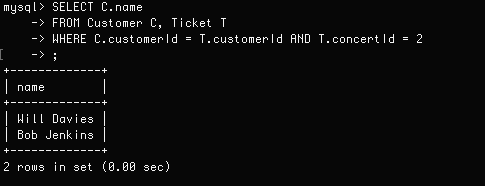 mysql> SELECT C.name
    -> FROM Customer C, Ticket T
    -> WHERE C.customerId = T.customerId AND T.concertId = 2
[   -> ;
+-------------+
| name        |
+-------------+
| Will Davies |
| Bob Jenkins |
+-------------+
2 rows in set (0.00 sec)